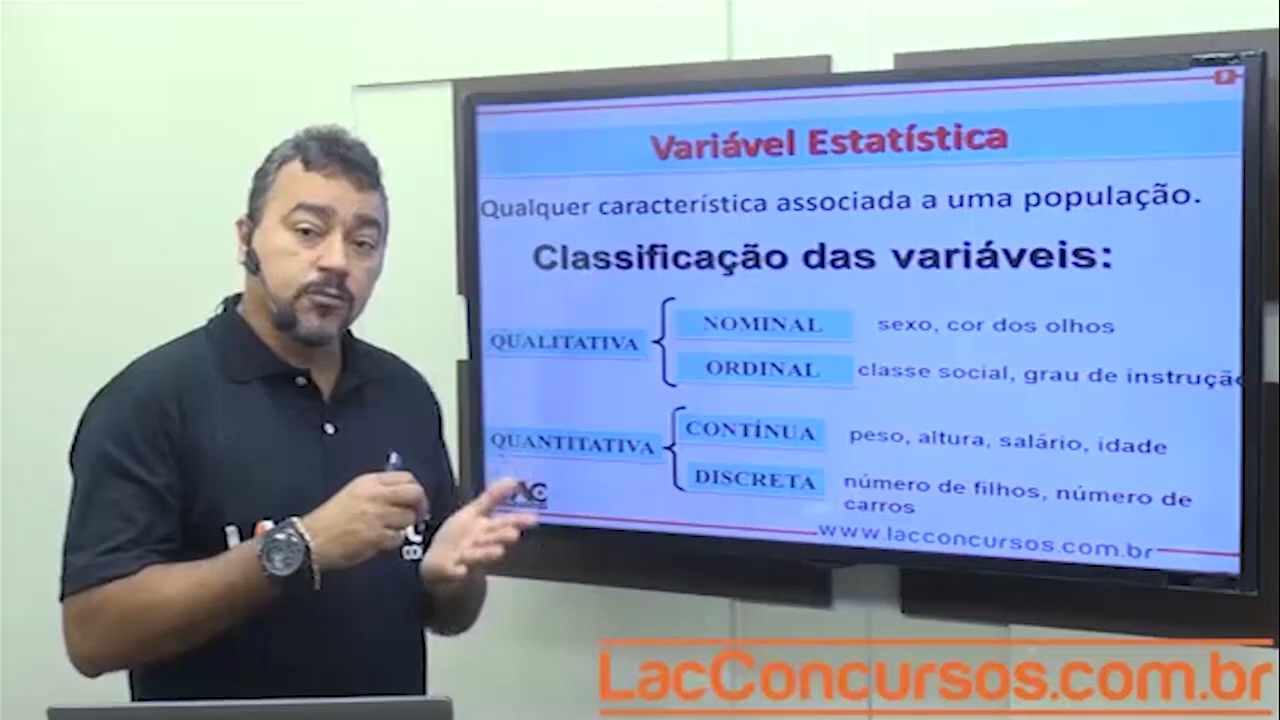 Variável Estatística
Qualquer característica associada a uma população.
Classificação das variáveis:
QUALITATIVA
NOMINAL sexo, cor dos olhos
ORDINAL classe social, grau de instrução
QUANTITATIVA
CONTÍNUA peso, altura, salário, idade
DISCRETA número de filhos, número de
carros
www.lacconcursos.com.br
LacConcursos.com.br